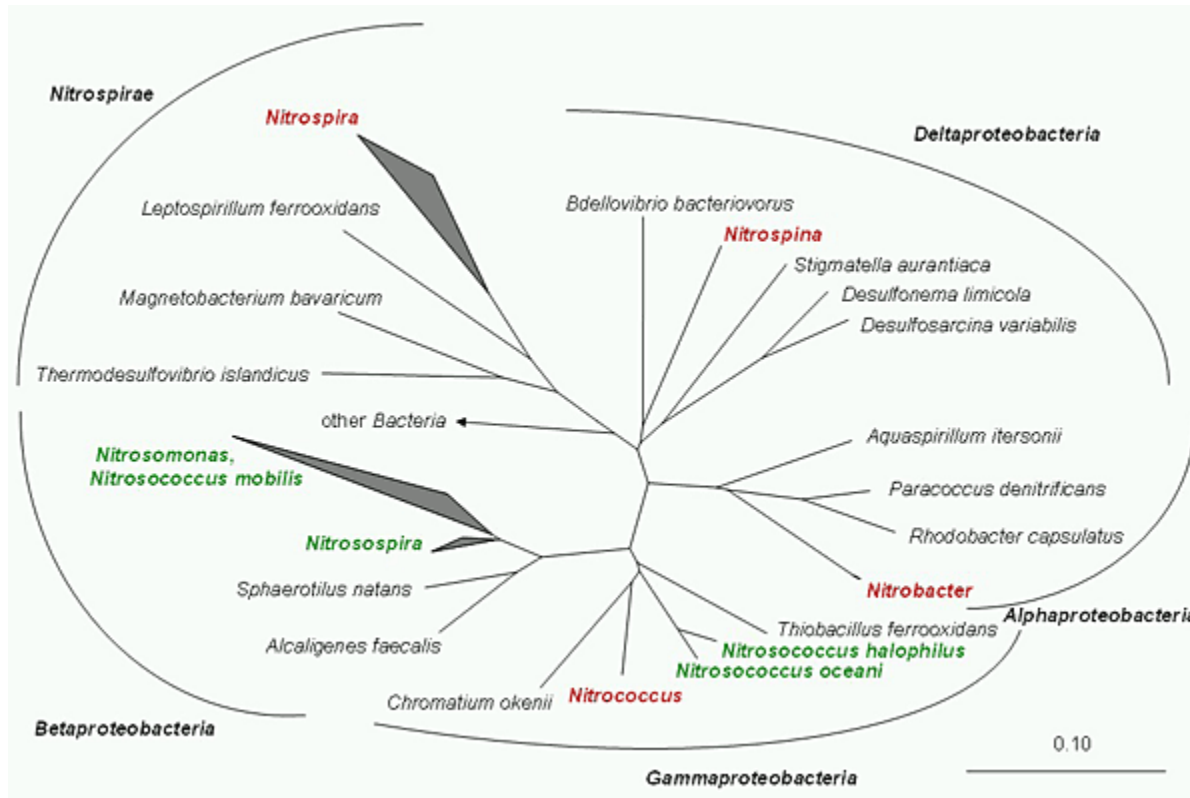 Nitrospirae
Nitrospira
Deltaproteobacteria
Leptospirillum ferrooxidans
Bdellovibrio bacteriovorus
Nitrospina
Stigmatella aurantiaca
Magnetobacterium bavaricum
Desulfonema limicola
Desulfosarcina variabilis
Thermodesulfovibrio islandicus
other Bacteria
Aquaspirillum itersonii
Nitrosomonas,
Nitrosococcus mobilis
Paracoccus denitrificans
Rhodobacter capsulatus
Nitrosospira
Sphaerotilus natans
Nitrobacter
Alphaproteobacteria
Thiobacillus ferrooxidans
Alcaligenes faecalis
Nitrosococcus halophilus
Nitrosococcus oceani
Chromatium okenii
Nitrococcus
Betaproteobacteria
0.10
Gammaproteobacteria